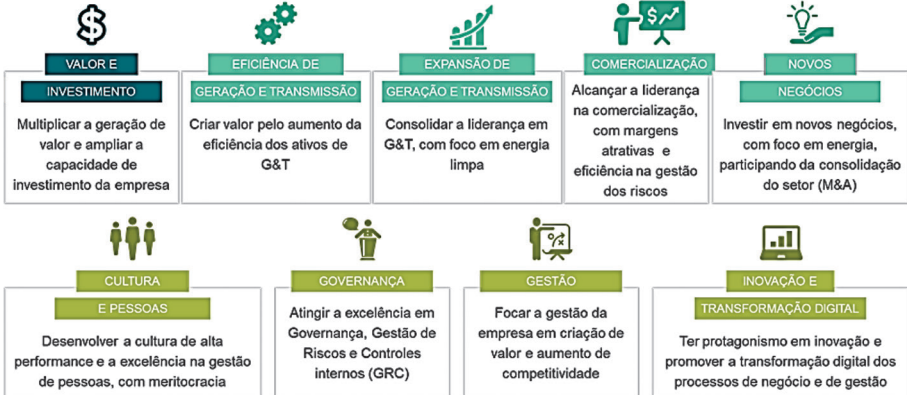 $
VALOR E
INVESTIMENTO
Multiplicar a geração de
valor e ampliar a
capacidade de
investimento da empresa
EFICIÊNCIA DE
GERAÇÃO E TRANSMISSÃO
Criar valor pelo aumento da
eficiência dos ativos de
G&T
EXPANSÃO DE
GERAÇÃO E TRANSMISSÃO
Consolidar a liderança em
G&T, com foco em energia
limpa
$
COMERCIALIZAÇÃO
Alcançar a liderança
na comercialização,
com margens
atrativas e
eficiência na gestão
dos riscos
NOVOS
NEGÓCIOS
Investir em novos negócios,
com foco em energia,
participando da consolidação
do setor (M&A)
CULTURA
E PESSOAS
Desenvolver a cultura de alta
performance e a excelência na gestão
de pessoas, com meritocracia
GOVERNANÇA
Atingir a excelência em
Governança, Gestão de
Riscos e Controles
internos (GRC)
GESTÃO
Focar a gestão da
empresa em criação de
valor e aumento de
competitividade
INOVAÇÃO E
TRANSFORMAÇÃO DIGITAL
Ter protagonismo em inovação e
promover a transformação digital dos
processos de negócio e de gestão